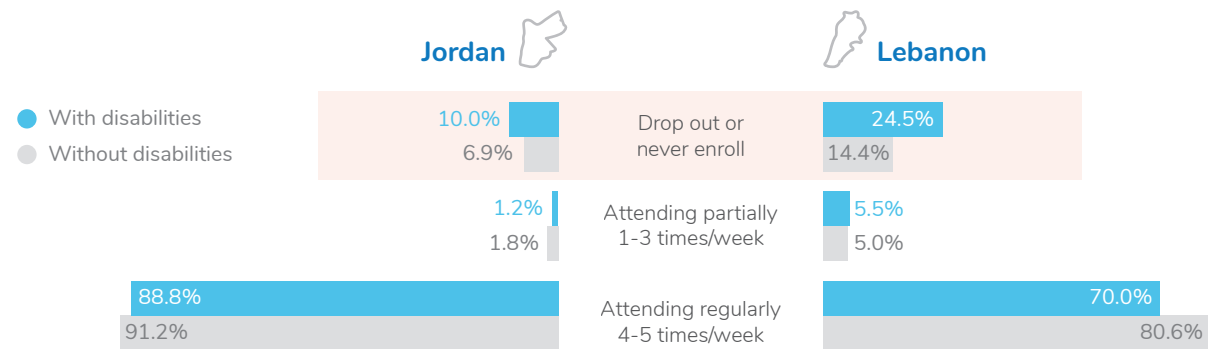 Jordan
Lebanon
With disabilities
Without disabilities
10.0%
6.9%
Drop out or
never enroll
24.5%
14.4%
1.2%
1.8%
Attending partially
1-3 times/week
5.5%
5.0%
88.8%
91.2%
Attending regularly
4-5 times/week
70.0%
80.6%